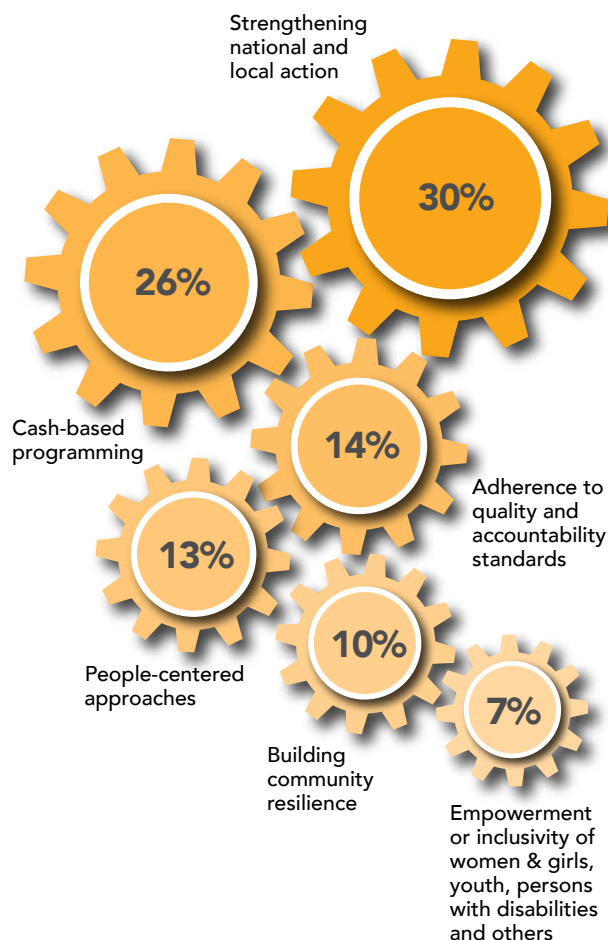 Strengthening
national and
local action
30%
26%
Cash-based
programming
14%
Adherence to
quality and
accountability
standards
13%
People-centered
approaches
10%
Building
community
resilience
7%
Empowerment
or inclusivity of
women & girls,
youth, persons
with disabilities
and others